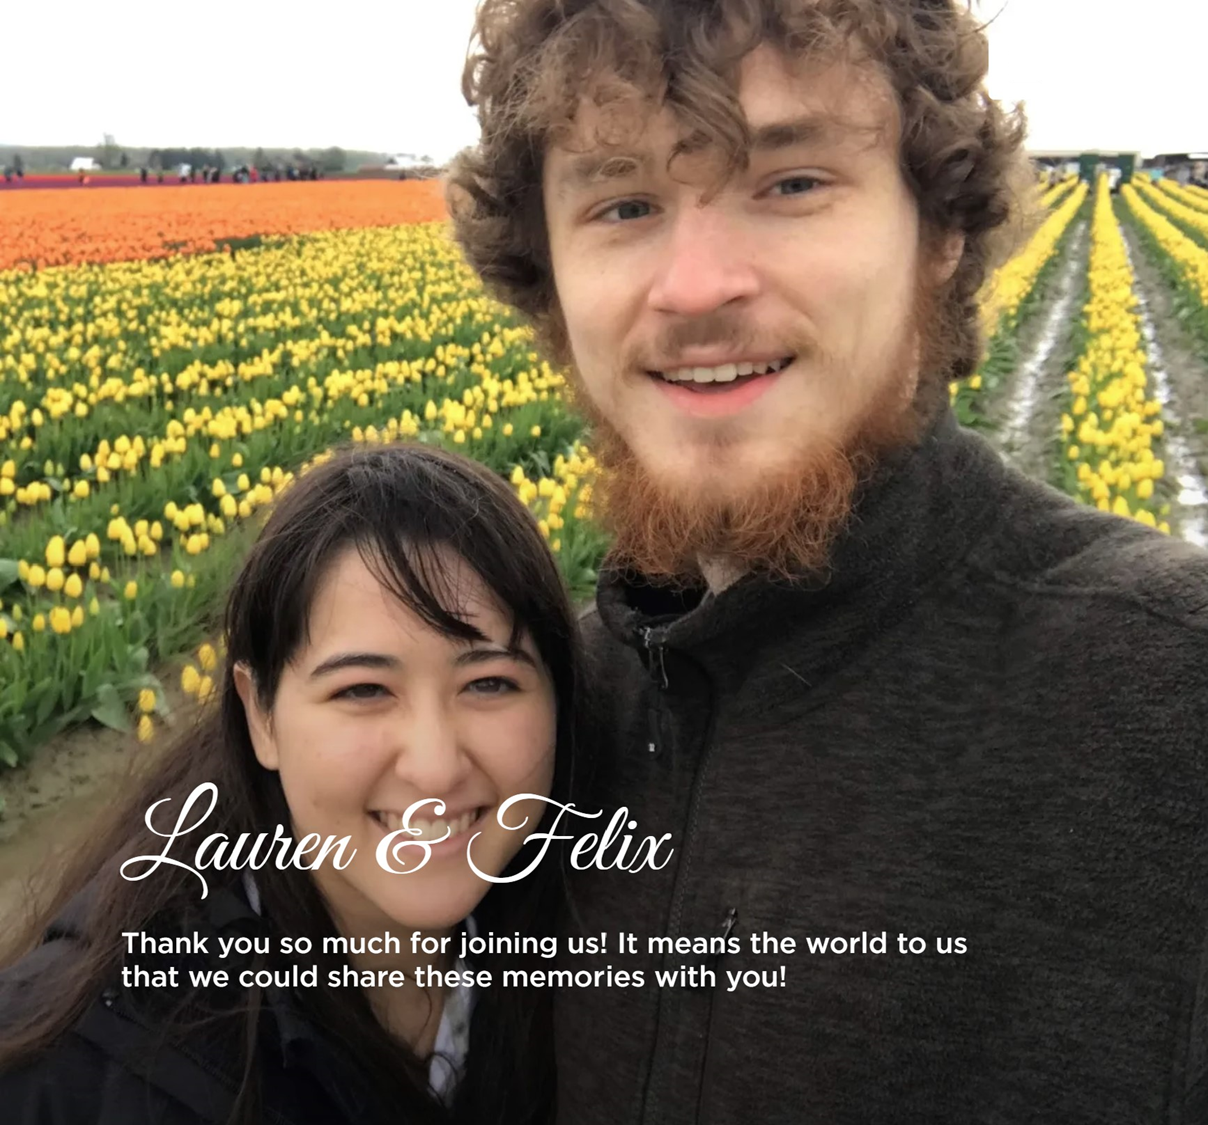 Lauren & Felix
Thank you so much for joining us! It means the world to us
that we could share these memories with you!